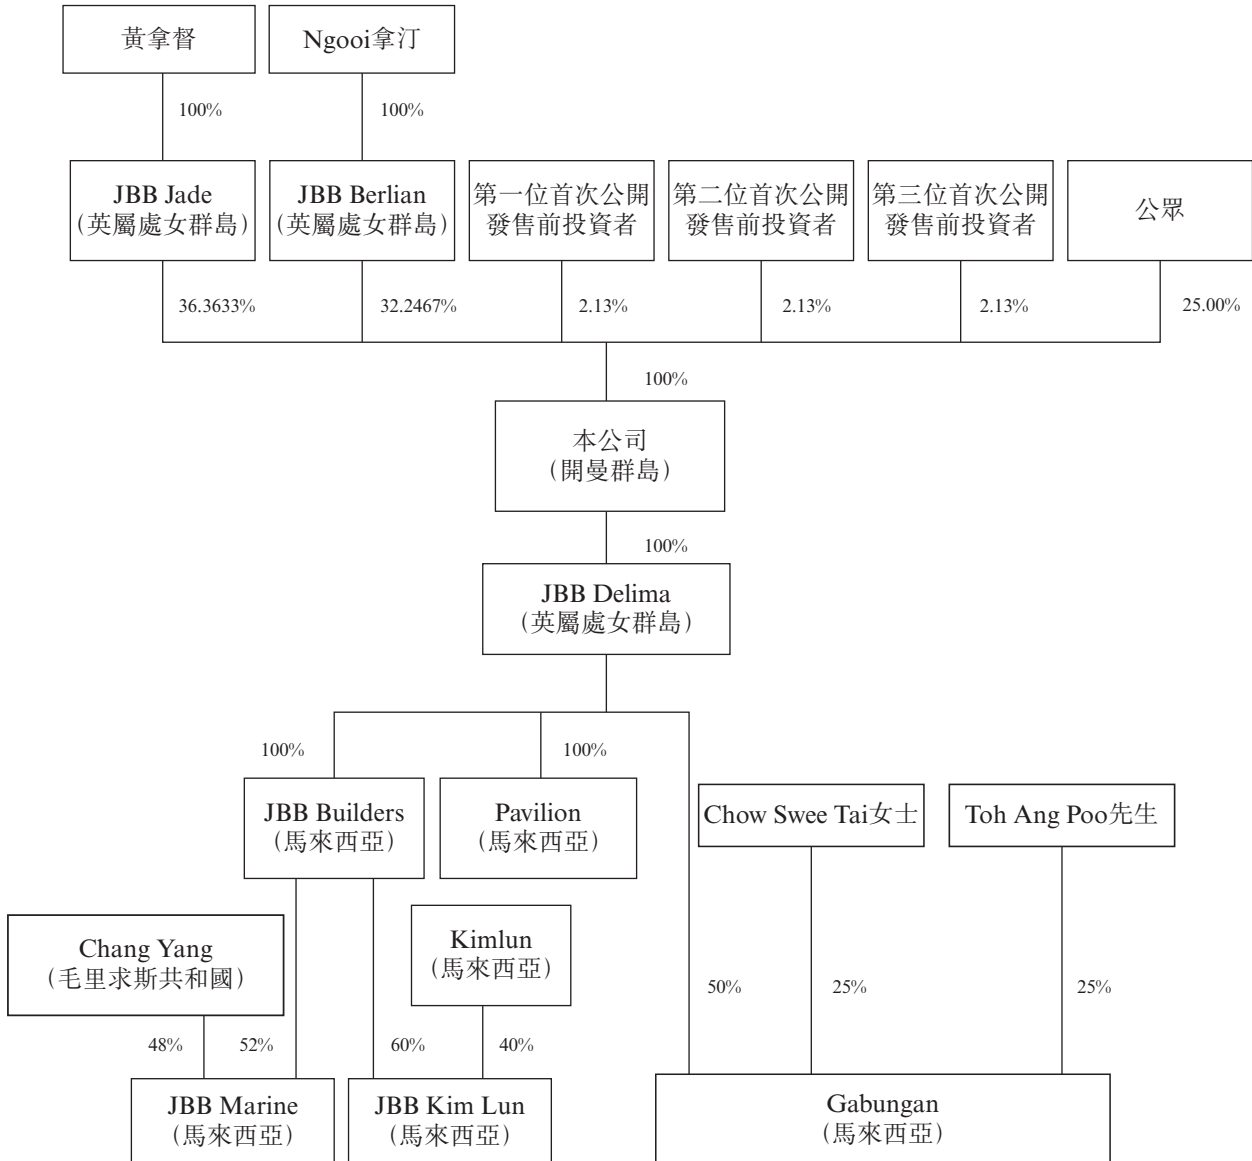 黃拿督
Ngooi拿汀
100%
100%
JBB Jade
(英屬處女群島)
JBB Berlian
(英屬處女群島)
第一位首次公開
發售前投資者
第二位首次公開
發售前投資者
第三位首次公開
發售前投資者
公眾
36.3633%
32.2467%
2.13%
2.13%
2.13%
25.00%
100%
本公司
(開曼群島)
100%
JBB Delima
(英屬處女群島)
100%
100%
JBB Builders
(馬來西亞)
Pavilion
(馬來西亞)
Chow Swee Tai女士
Toh Ang Poo先生
Chang Yang
(毛里求斯共和國)
Kimlun
(馬來西亞)
50%
25%
25%
48%
52%
60%
40%
JBB Marine
(馬來西亞)
JBB Kim Lun
(馬來西亞)
Gabungan
(馬來西亞)